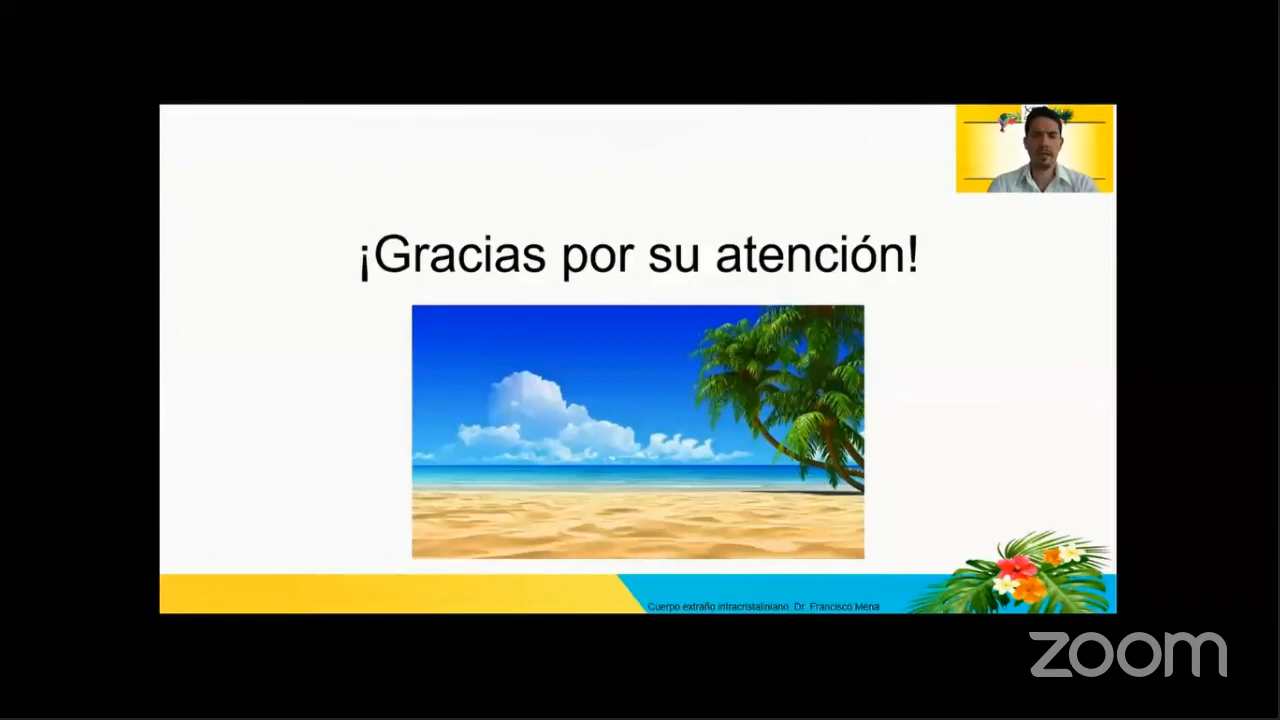 ¡Gracias por su atención!
Cuerpo extraño intracristaliniano. Dr. Francisco Mena
zoom